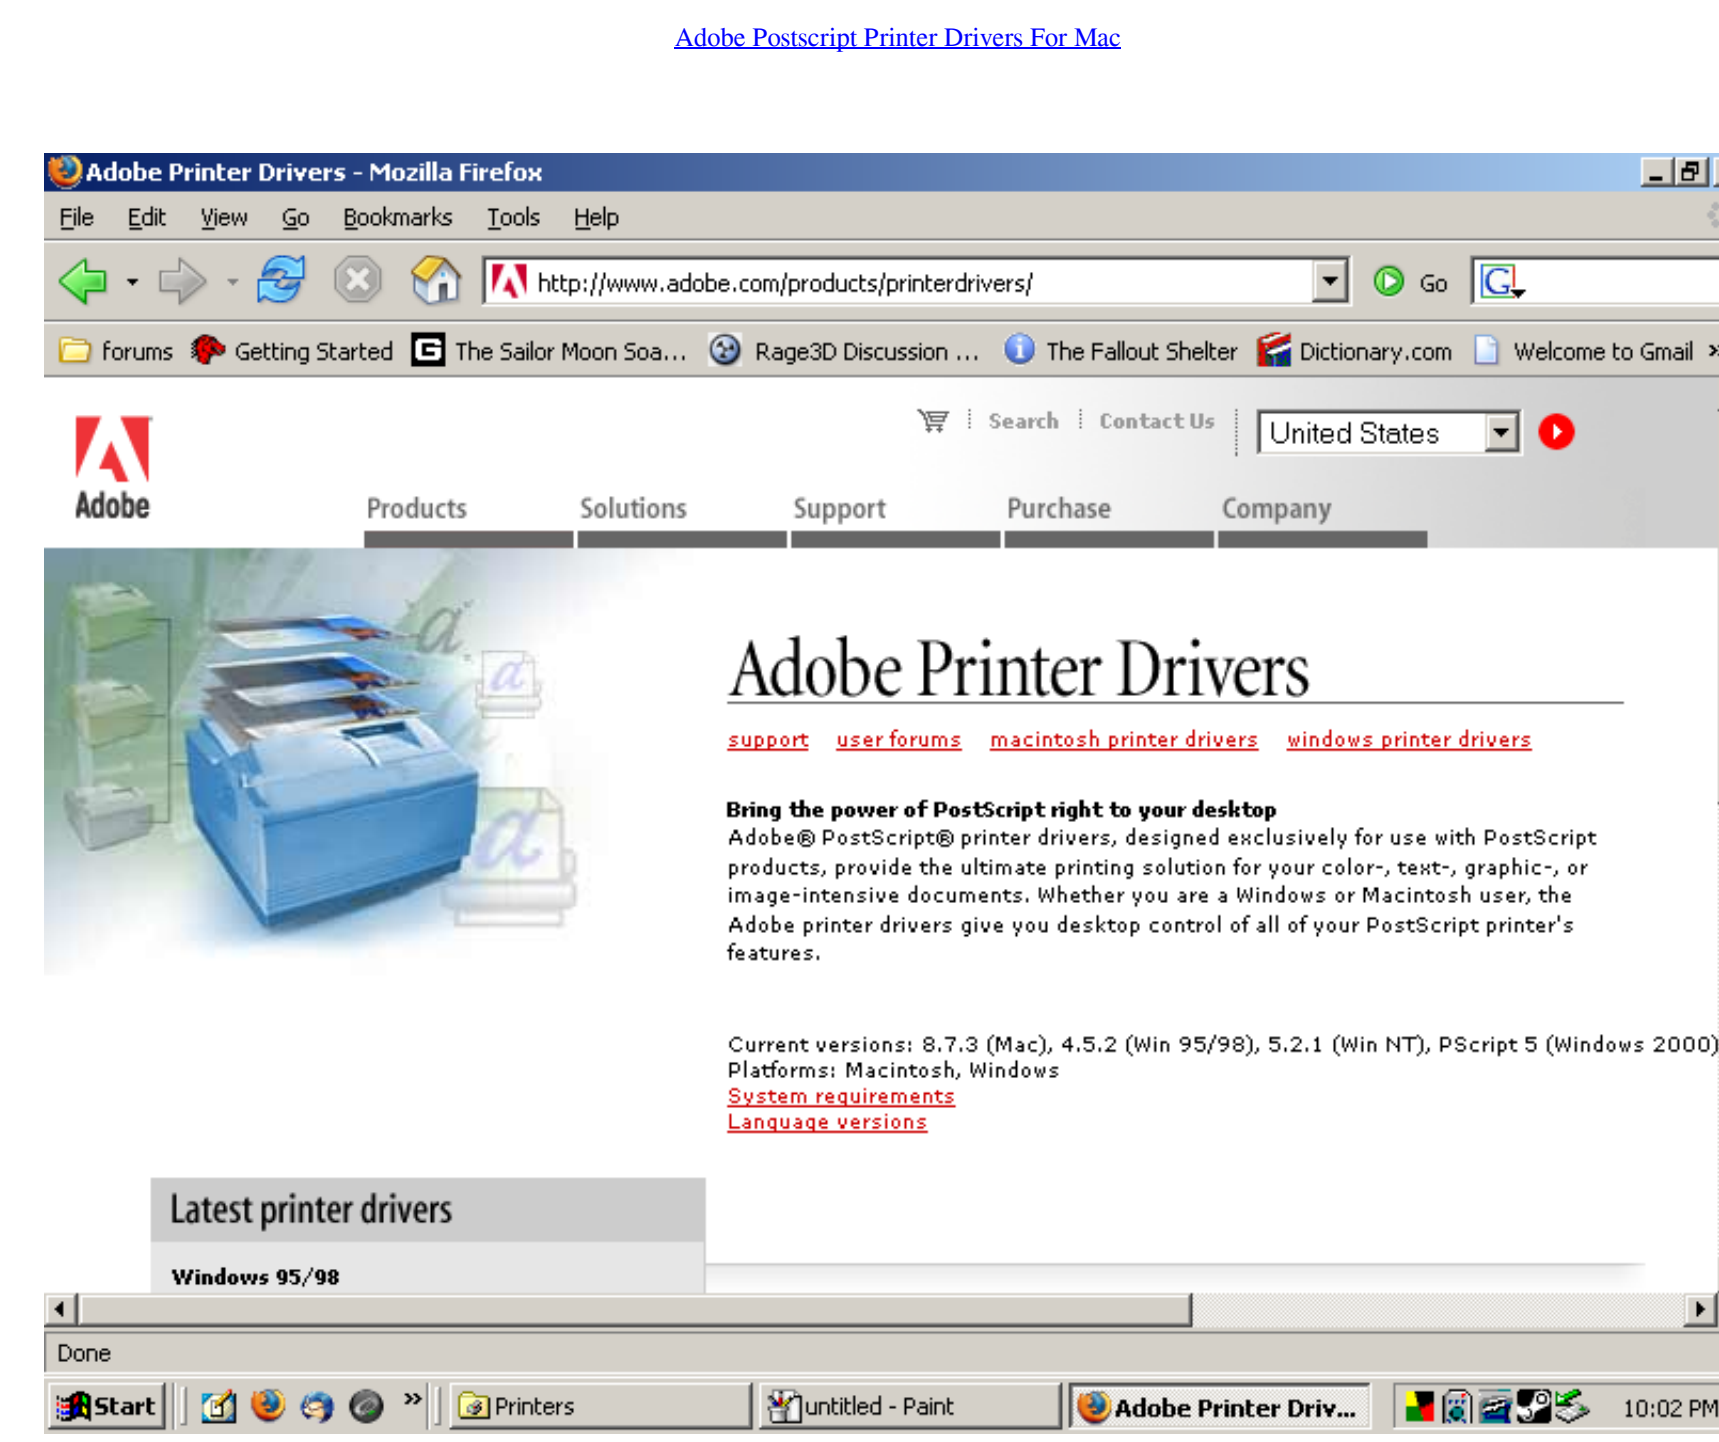 Adobe Postscript Printer Drivers For Mac
Adobe Printer Drivers - Mozilla Firefox
File Edit View Go Bookmarks Tools Help
http://www.adobe.com/products/printerdrivers/ Go
forums Getting Started The Sailor Moon Soa... Rage3D Discussion ... The Fallout Shelter Dictionary.com Welcome to Gmail »
Search Contact Us United States
Adobe
Products Solutions Support Purchase Company
Adobe Printer Drivers
support user forums macintosh printer drivers windows printer drivers
Bring the power of PostScript right to your desktop
Adobe® PostScript® printer drivers, designed exclusively for use with PostScript
products, provide the ultimate printing solution for your color-, text-, graphic-, or
image-intensive documents. Whether you are a Windows or Macintosh user, the
Adobe printer drivers give you desktop control of all of your PostScript printer's
features.
Current versions: 8.7.3 (Mac), 4.5.2 (Win 95/98), 5.2.1 (Win NT), PScript 5 (Windows 2000)
Platforms: Macintosh, Windows
System requirements
Language versions
Latest printer drivers
Windows 95/98
Done
Start » Printers untitled - Paint Adobe Printer Driv... 10:02 PM